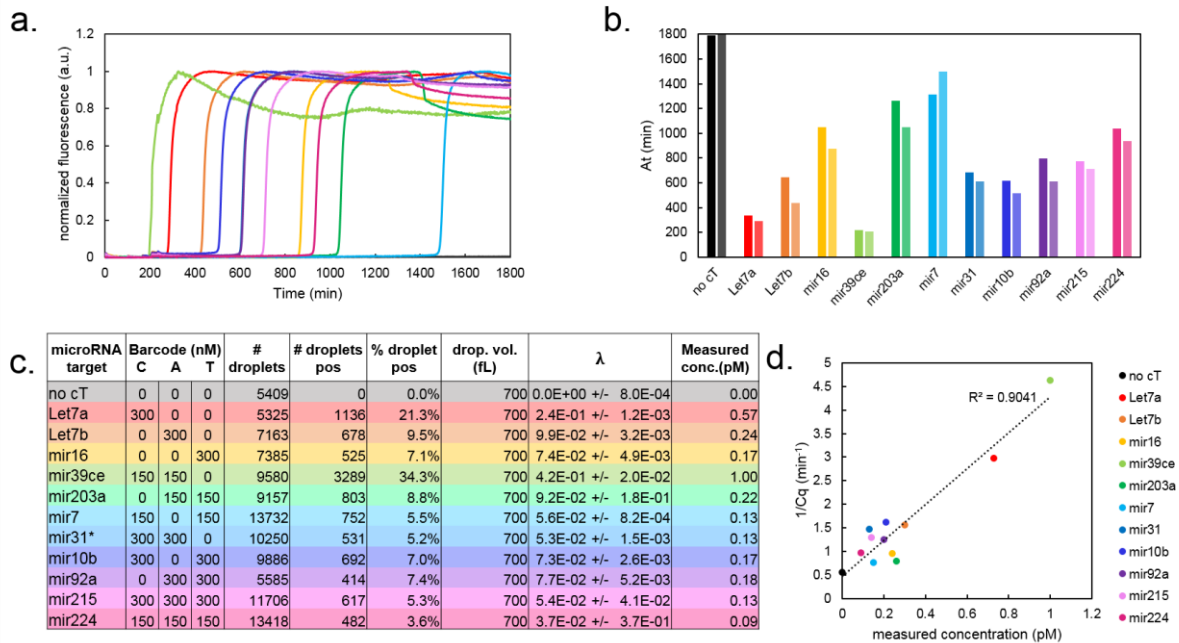 a.
normalized fluorescence (a.u.)
1.2
1
0.8
0.6
0.4
0.2
0
0 200 400 600 800 1000 1200 1400 1600 1800
Time (min)
b.
At (min)
1800
1600
1400
1200
1000
800
600
400
200
0
no cT Let7a Let7b mir16 mir39ce mir203a mir7 mir31 mir10b mir92a mir215 mir224
c.
microRNA target Barcode (nM) C A T # droplets # droplets pos % droplet pos drop. vol. (fL) λ Measured conc.(pM)
no cT 0 0 0 5409 0 0.0% 700 0.0E+00 +/- 8.0E-04 0.00
Let7a 300 0 0 5325 1136 21.3% 700 2.4E-01 +/- 1.2E-03 0.57
Let7b 0 300 0 7163 678 9.5% 700 9.9E-02 +/- 3.2E-03 0.24
mir16 0 0 300 7385 525 7.1% 700 7.4E-02 +/- 4.9E-03 0.17
mir39ce 150 150 0 9580 3289 34.3% 700 4.2E-01 +/- 2.0E-02 1.00
mir203a 0 150 150 9157 803 8.8% 700 9.2E-02 +/- 1.8E-01 0.22
mir7 150 0 150 13732 752 5.5% 700 5.6E-02 +/- 8.2E-04 0.13
mir31* 300 300 0 10250 531 5.2% 700 5.3E-02 +/- 1.5E-03 0.13
mir10b 300 0 300 9886 692 7.0% 700 7.3E-02 +/- 2.6E-03 0.17
mir92a 0 300 300 5585 414 7.4% 700 7.7E-02 +/- 5.2E-03 0.18
mir215 300 300 300 11706 617 5.3% 700 5.4E-02 +/- 4.1E-02 0.13
mir224 150 150 150 13418 482 3.6% 700 3.7E-02 +/- 3.7E-01 0.09
d.
1/Cq (min⁻¹)
5
4.5
4
3.5
3
2.5
2
1.5
1
0.5
0
R² = 0.9041
0 0.2 0.4 0.6 0.8 1 1.2
measured concentration (pM)
no cT
Let7a
Let7b
mir16
mir39ce
mir203a
mir7
mir31
mir10b
mir92a
mir215
mir224